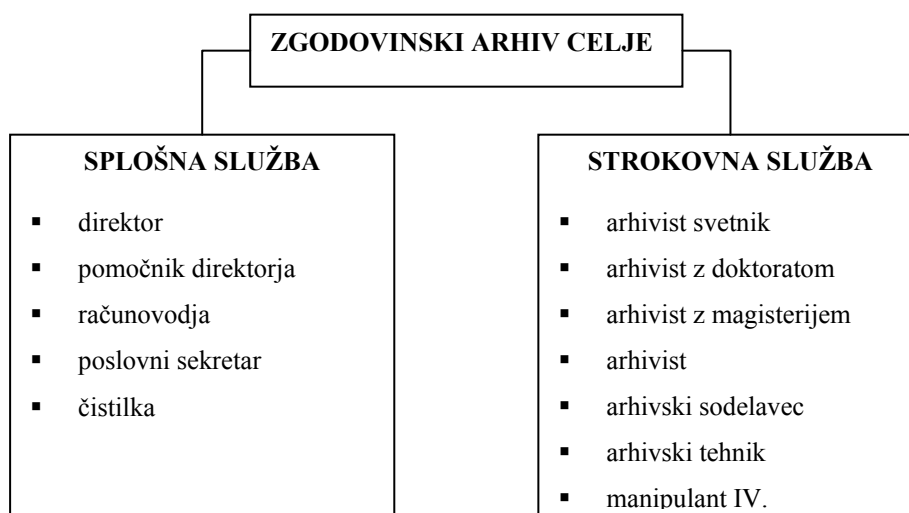 ZGODOVINSKI ARHIV CELJE
SPLOŠNA SLUŽBA
▪ direktor
▪ pomočnik direktorja
▪ računovodja
▪ poslovni sekretar
▪ čistilka
STROKOVNA SLUŽBA
▪ arhivist svetnik
▪ arhivist z doktoratom
▪ arhivist z magisterijem
▪ arhivist
▪ arhivski sodelavec
▪ arhivski tehnik
▪ manipulant IV.